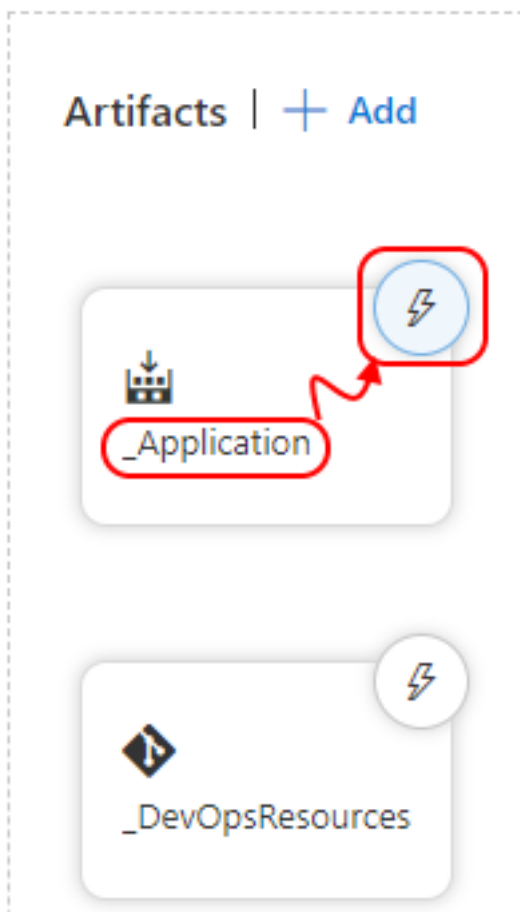 Artifacts | + Add
_Application
_DevOpsResources